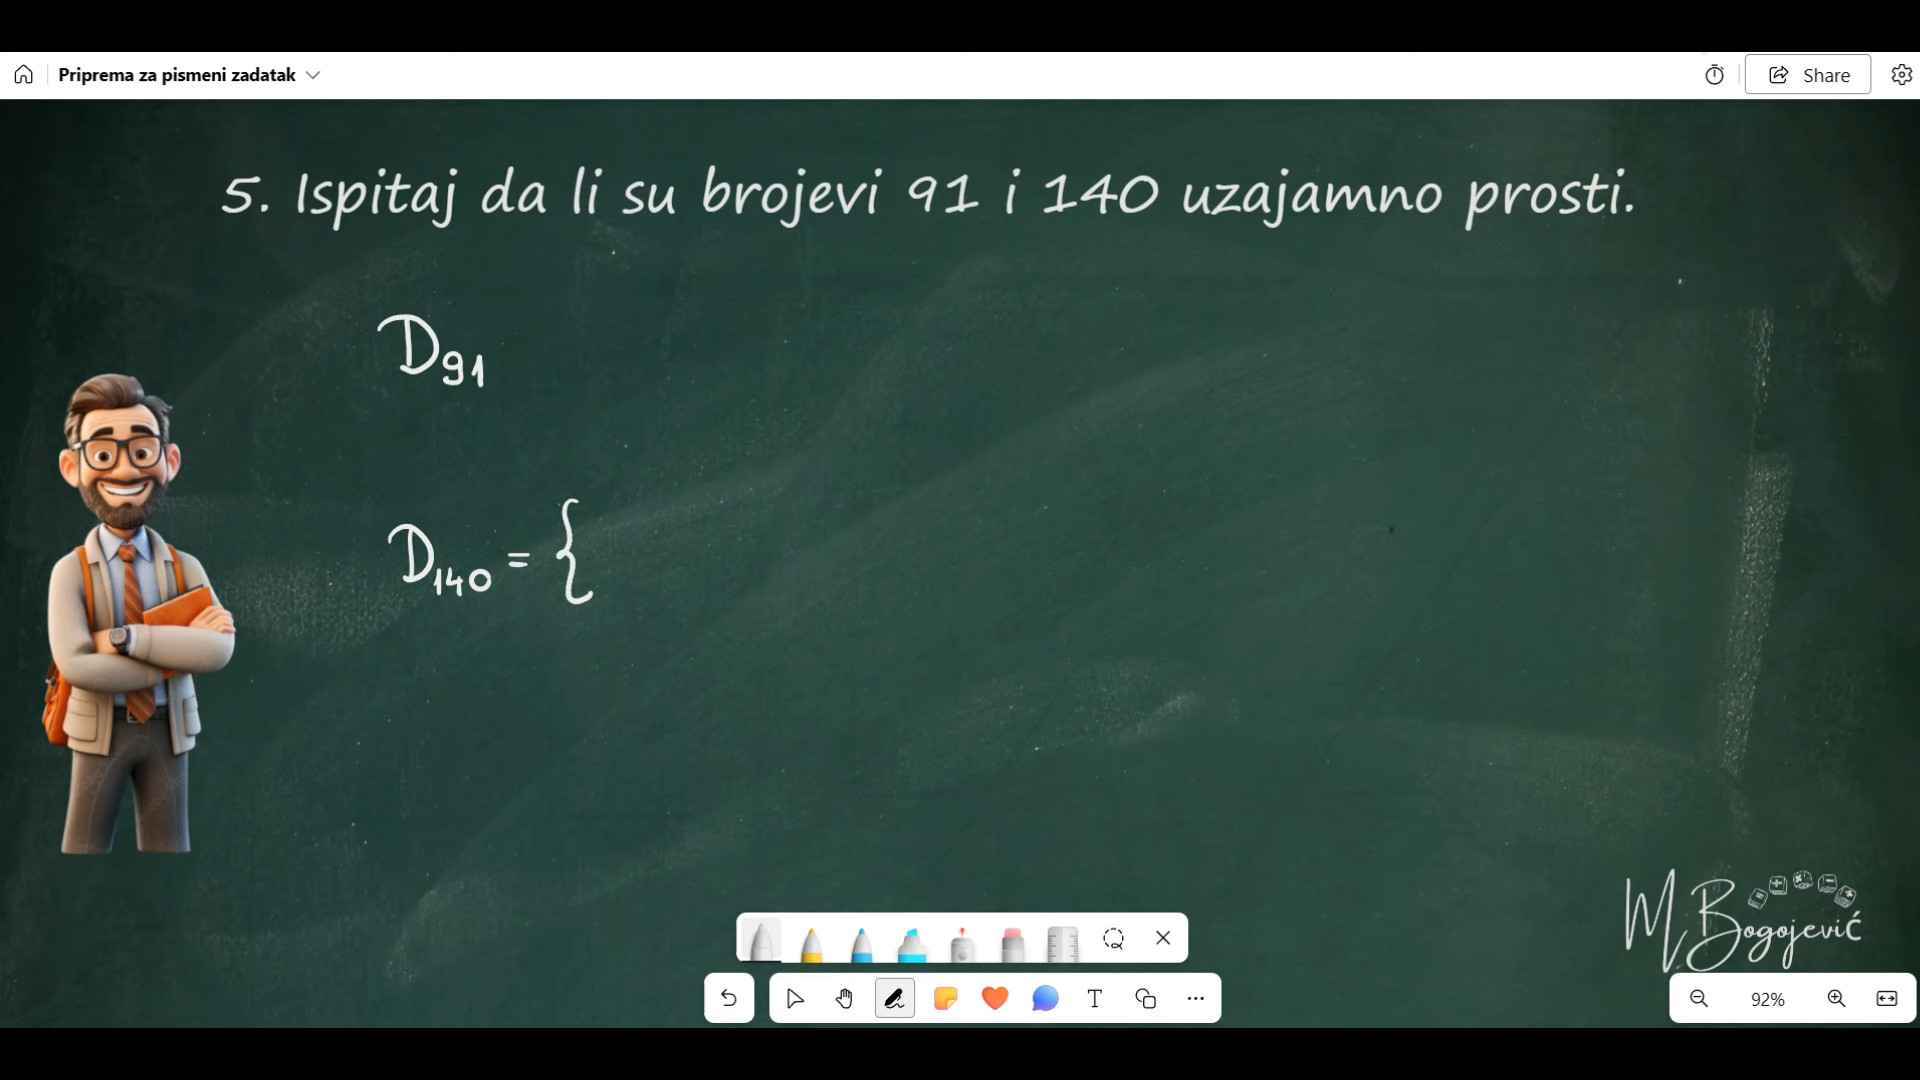 Priprema za pismeni zadatak
Share
5. Ispitaj da li su brojevi 91 i 140 uzajamno prosti.
D₉₁
D₁₄₀ = {
M. Bogojević
T
92%